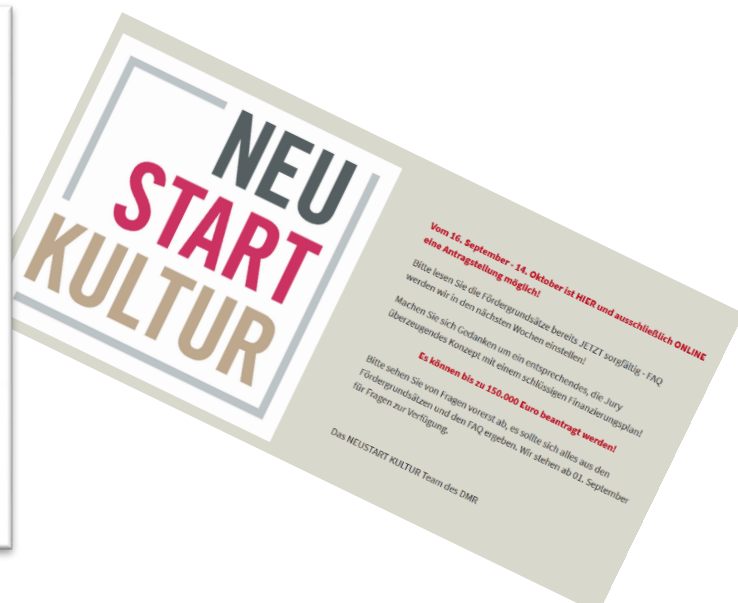 NEU
START
KULTUR
Vom 16. September - 14. Oktober ist HIER und ausschließlich ONLINE
eine Antragstellung möglich!
Bitte lesen Sie die Fördergrundsätze bereits JETZT sorgfältig - FAQ
werden wir in den nächsten Wochen einstellen!
Machen Sie sich Gedanken um ein entsprechendes, die Jury
überzeugendes Konzept mit einem schlüssigen Finanzierungsplan!
Es können bis zu 150.000 Euro beantragt werden!
Bitte sehen Sie von Fragen vorerst ab, es sollte sich alles aus den
Fördergrundsätzen und den FAQ ergeben. Wir stehen ab 01. September
für Fragen zur Verfügung.
Das NEUSTART KULTUR Team des DMR